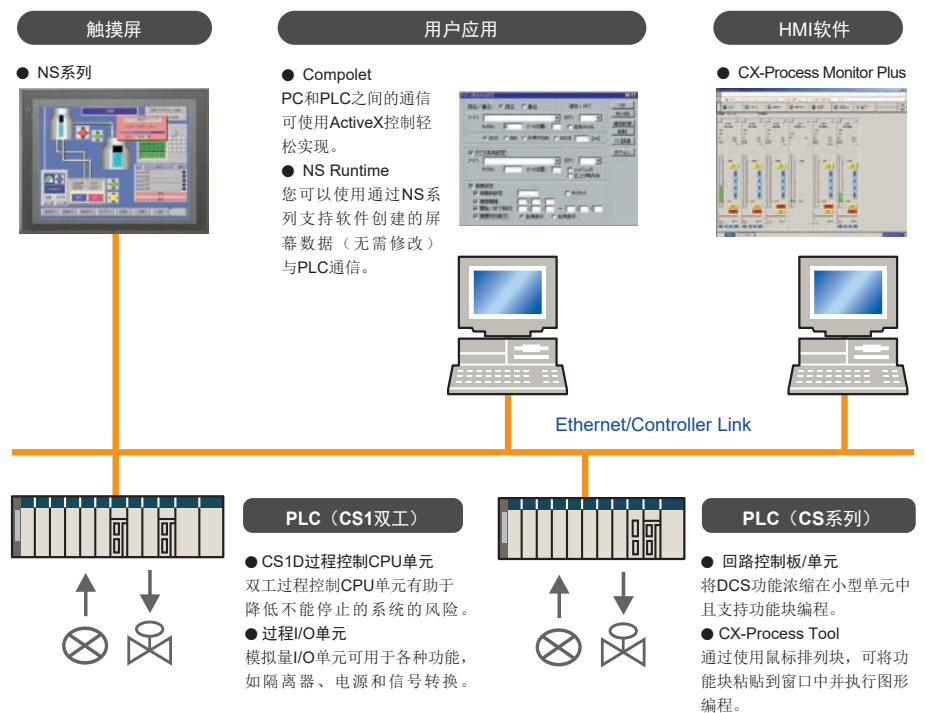 触摸屏
● NS系列
用户应用
● Compolet
PC和PLC之间的通信
可使用ActiveX控制轻
松实现。
● NS Runtime
您可以使用通过NS系
列支持软件创建的屏
幕数据（无需修改）
与PLC通信。
HMI软件
● CX-Process Monitor Plus
Ethernet/Controller Link
PLC（CS1双工）
● CS1D过程控制CPU单元
双工过程控制CPU单元有助于
降低不能停止的系统的风险。
● 过程I/O单元
模拟量I/O单元可用于各种功能，
如隔离器、电源和信号转换。
PLC（CS系列）
● 回路控制板/单元
将DCS功能浓缩在小型单元中
且支持功能块编程。
● CX-Process Tool
通过使用鼠标排列块，可将功
能块粘贴到窗口中并执行图形
编程。